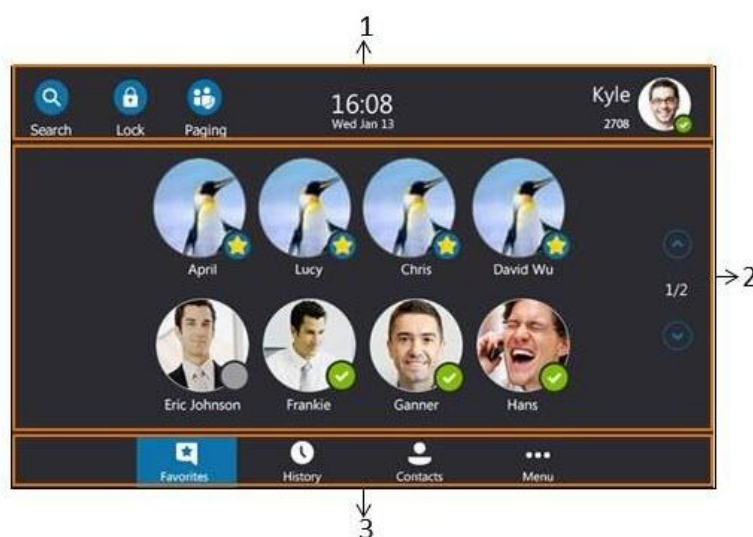 1
Search
Lock
Paging
16:08
Wed Jan 13
Kyle
2708
April
Lucy
Chris
David Wu
1/2
2
Eric Johnson
Frankie
Ganner
Hans
Favorites
History
Contacts
Menu
3